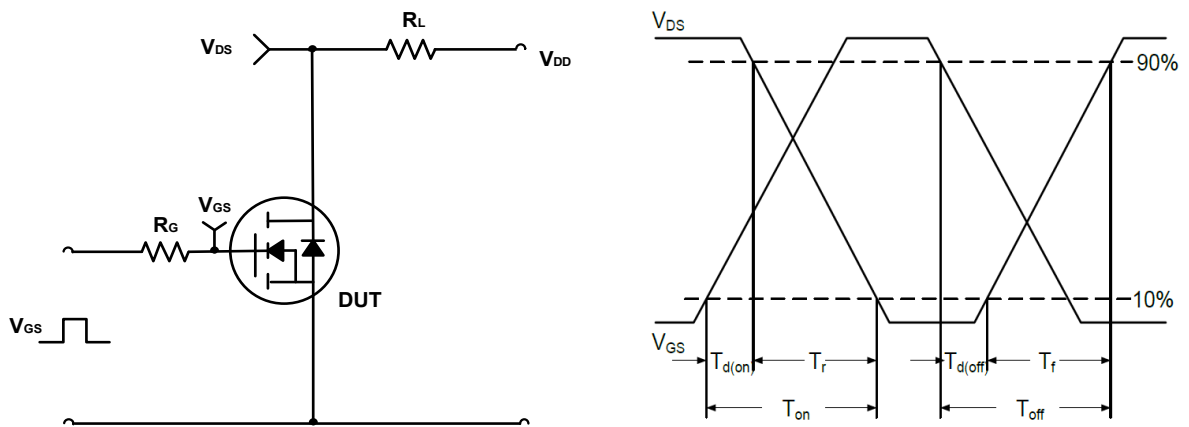 RL
VDS
VDD
VGS
RG
DUT
VGS
VDS
90%
10%
VGS
Td(on)
Tr
Td(off)
Tf
Ton
Toff